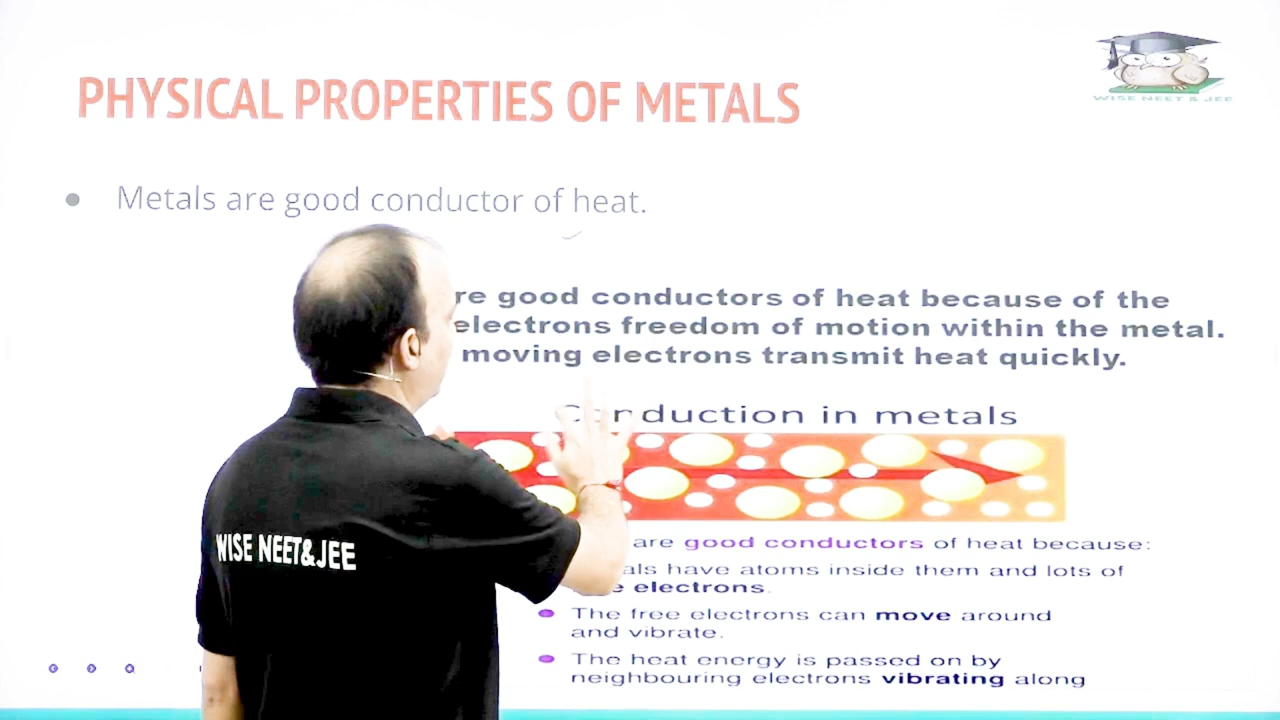 WISE NEET & JEE
PHYSICAL PROPERTIES OF METALS
Metals are good conductor of heat.
re good conductors of heat because of the
electrons freedom of motion within the metal.
moving electrons transmit heat quickly.
Conduction in metals
are good conductors of heat because:
als have atoms inside them and lots of
e electrons.
The free electrons can move around
and vibrate.
The heat energy is passed on by
neighbouring electrons vibrating along
WISE NEET&JEE